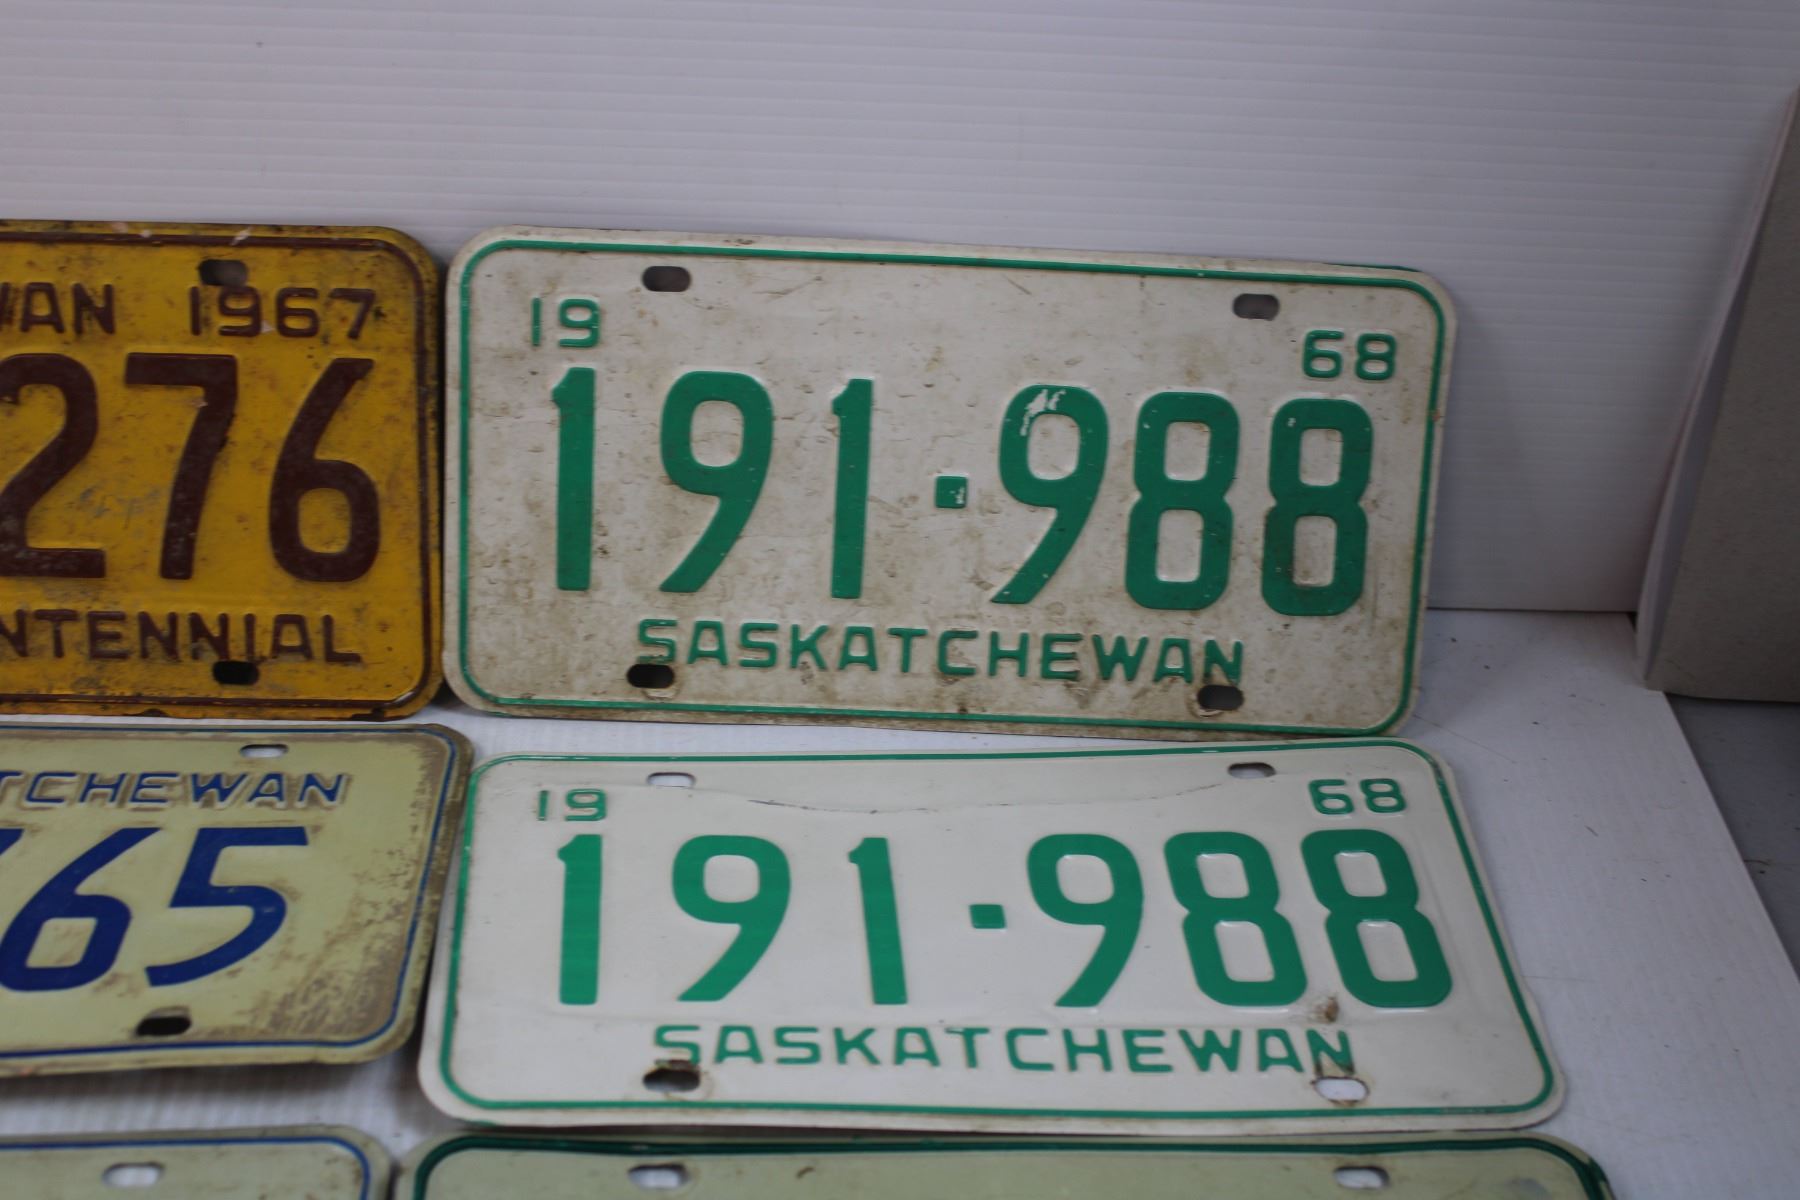 WAN 1967
276
NTENNIAL
19 68
191·988
SASKATCHEWAN
TCHEWAN
65
19 68
191·988
SASKATCHEWAN